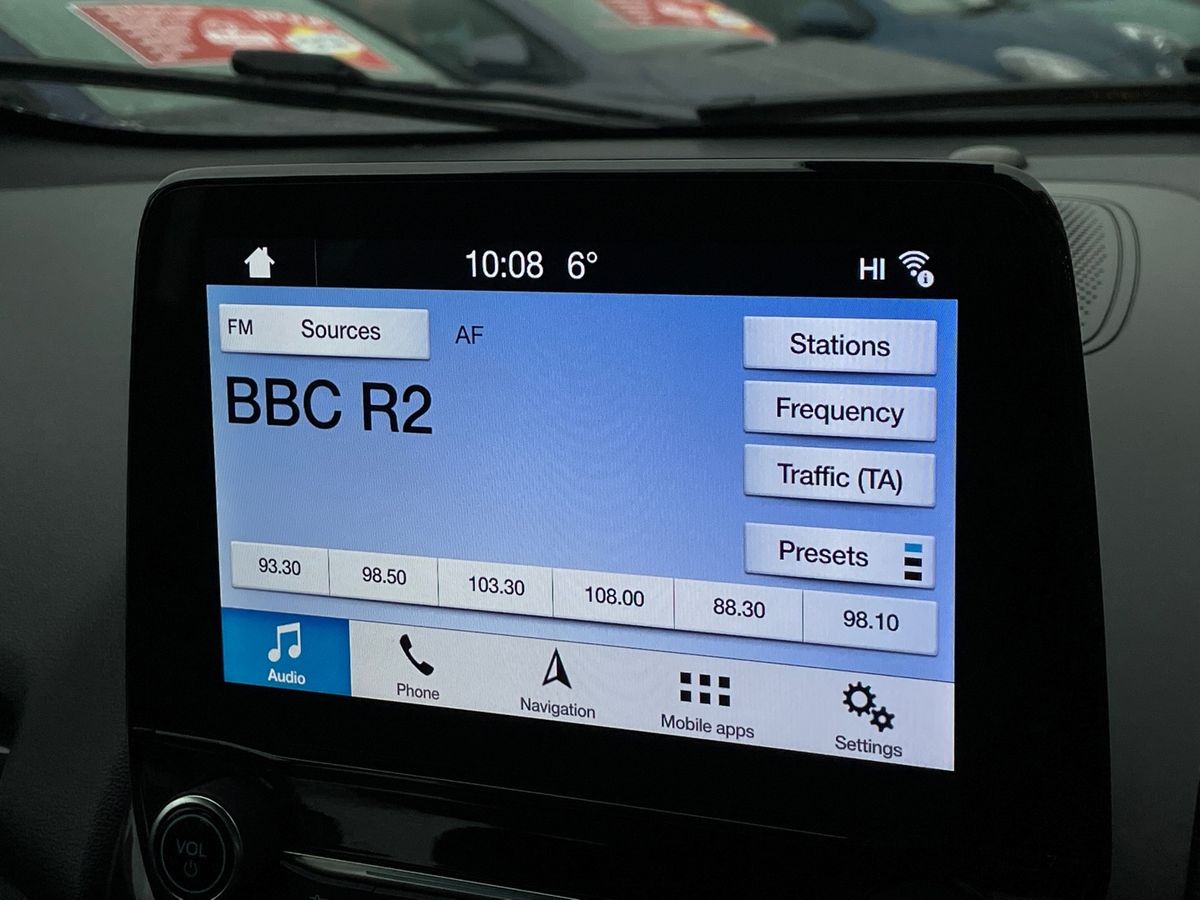 10:08 6° HI
FM Sources AF Stations
BBC R2 Frequency
Traffic (TA)
Presets
93.30 98.50 103.30 108.00 88.30 98.10
Audio Phone Navigation Mobile apps Settings
VOL